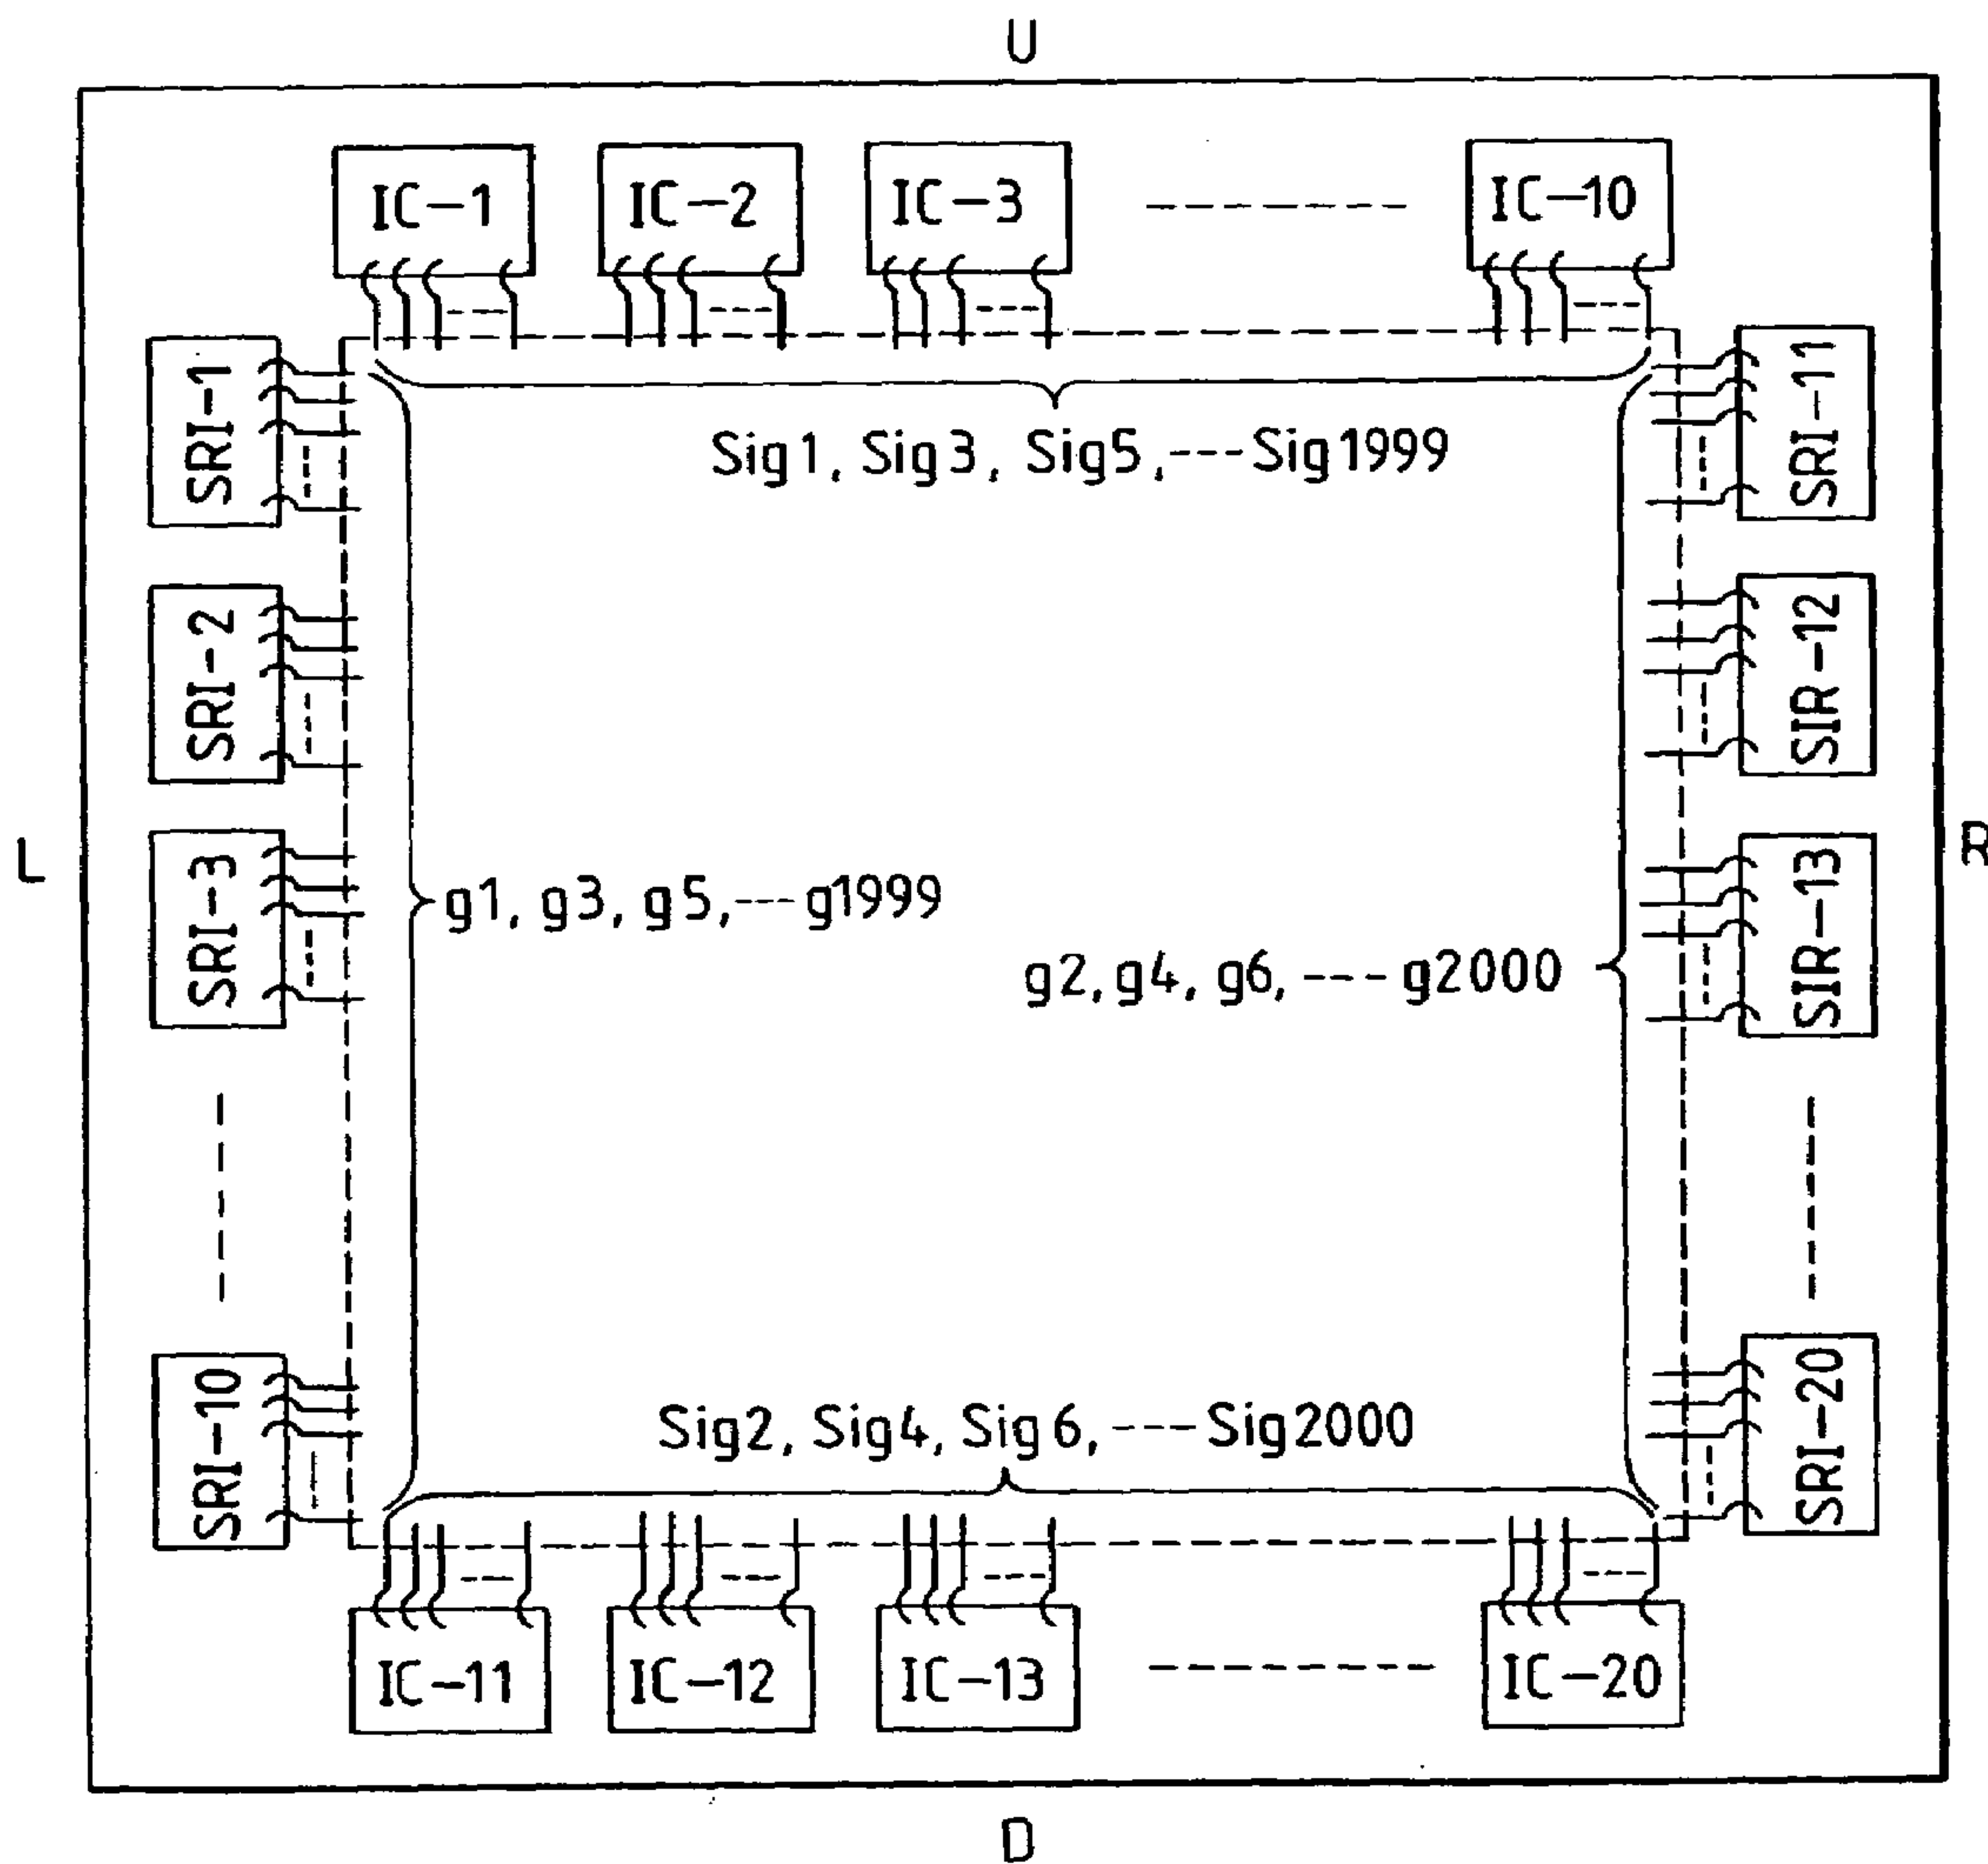 U
IC-1
IC-2
IC-3
IC-10
SRI-1
SRI-11
Sig1, Sig3, Sig5,---Sig1999
SRI-2
SIR-12
L
R
SRI-3
SIR-13
g1, g3, g5,---g1999
g2, g4, g6, ---g2000
SRI-10
SRI-20
Sig2, Sig4, Sig6, ---Sig2000
IC-11
IC-12
IC-13
IC-20
D